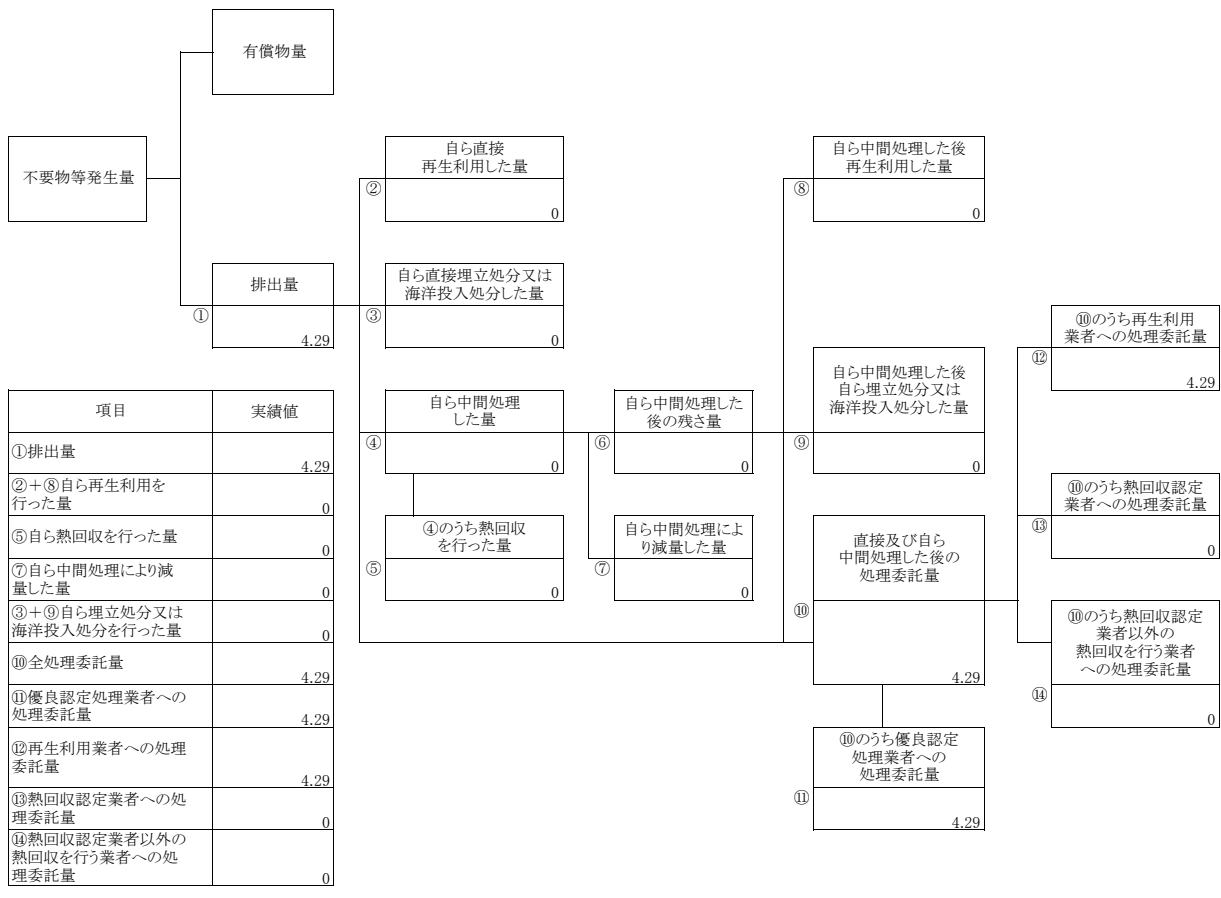 有償物量
不要物等発生量
排出量
①
4.29
自ら直接
再生利用した量
②
0
自ら直接埋立処分又は
海洋投入処分した量
③
0
自ら中間処理
した量
④
0
④のうち熱回収
を行った量
⑤
0
自ら中間処理した
後の残さ量
⑥
0
自ら中間処理によ
り減量した量
⑦
0
自ら中間処理した後
再生利用した量
⑧
0
自ら中間処理した後
自ら埋立処分又は
海洋投入処分した量
⑨
0
直接及び自ら
中間処理した後の
処理委託量
⑩
4.29
⑩のうち優良認定
処理業者への
処理委託量
⑪
4.29
⑩のうち再生利用
業者への処理委託量
⑫
4.29
⑩のうち熱回収認定
業者への処理委託量
⑬
0
⑩のうち熱回収認定
業者以外の
熱回収を行う業者
への処理委託量
⑭
0
項目 実績値
①排出量
4.29
②＋⑧自ら再生利用を
行った量
0
⑤自ら熱回収を行った量
0
⑦自ら中間処理により減
量した量
0
③＋⑨自ら埋立処分又は
海洋投入処分を行った量
0
⑩全処理委託量
4.29
⑪優良認定処理業者への
処理委託量
4.29
⑫再生利用業者への処理
委託量
4.29
⑬熱回収認定業者への処
理委託量
0
⑭熱回収認定業者以外の
熱回収を行う業者への処
理委託量
0